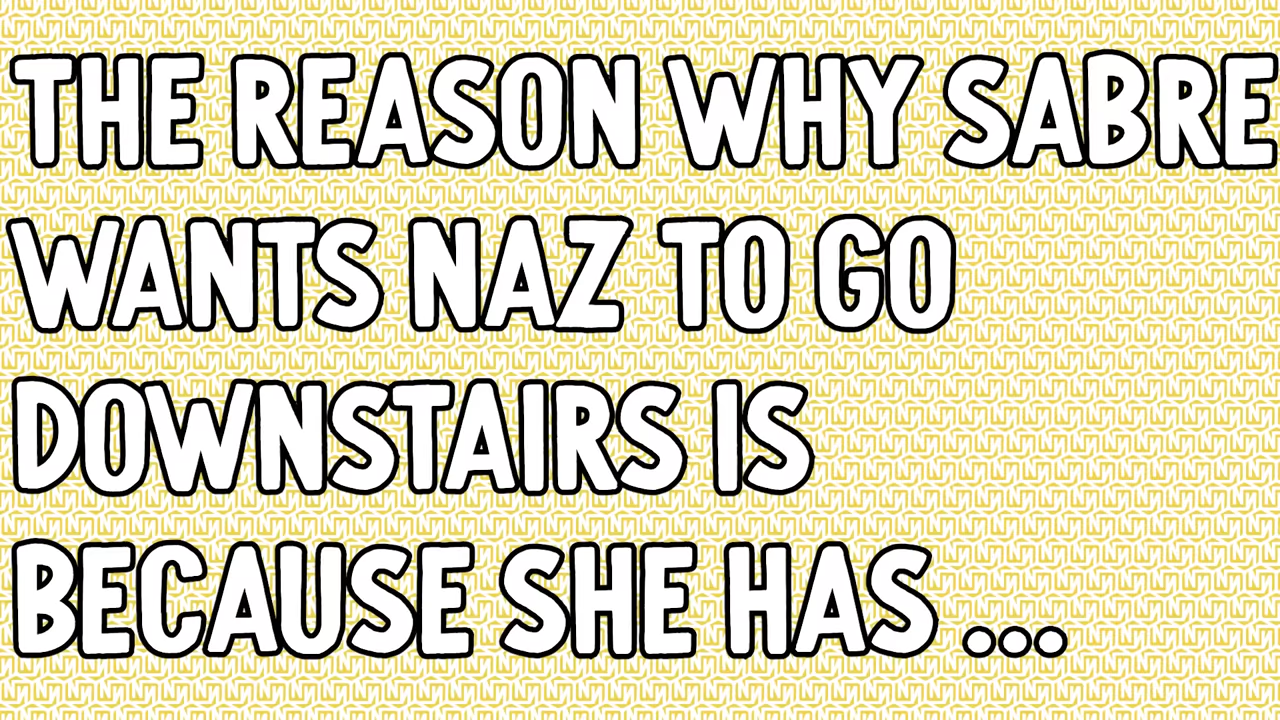 THE REASON WHY SABRE
WANTS NAZ TO GO
DOWNSTAIRS IS
BECAUSE SHE HAS ...